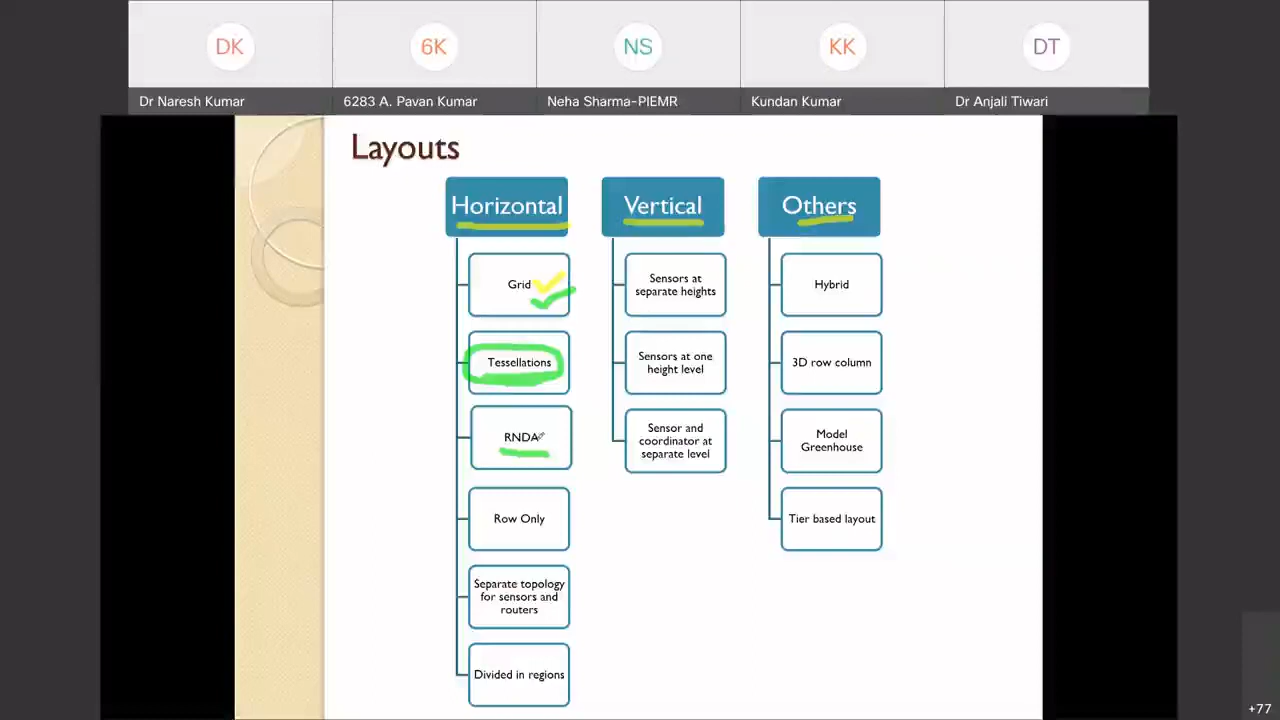 DK
6K
NS
KK
DT
Dr Naresh Kumar
6283 A. Pavan Kumar
Neha Sharma-PIEMR
Kundan Kumar
Dr Anjali Tiwari
Layouts
Horizontal
Grid
Tessellations
RNDA
Row Only
Separate topology
for sensors and
routers
Divided in regions
Vertical
Sensors at
separate heights
Sensors at one
height level
Sensor and
coordinator at
separate level
Others
Hybrid
3D row column
Model
Greenhouse
Tier based layout
+77